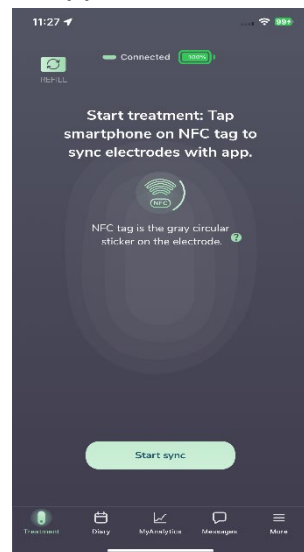 11:27
99+
Connected 100%
REFILL
Start treatment: Tap
smartphone on NFC tag to
sync electrodes with app.
NFC
NFC tag is the gray circular
sticker on the electrode. ?
Start sync
Treatment Diary MyAnalytics Messages More